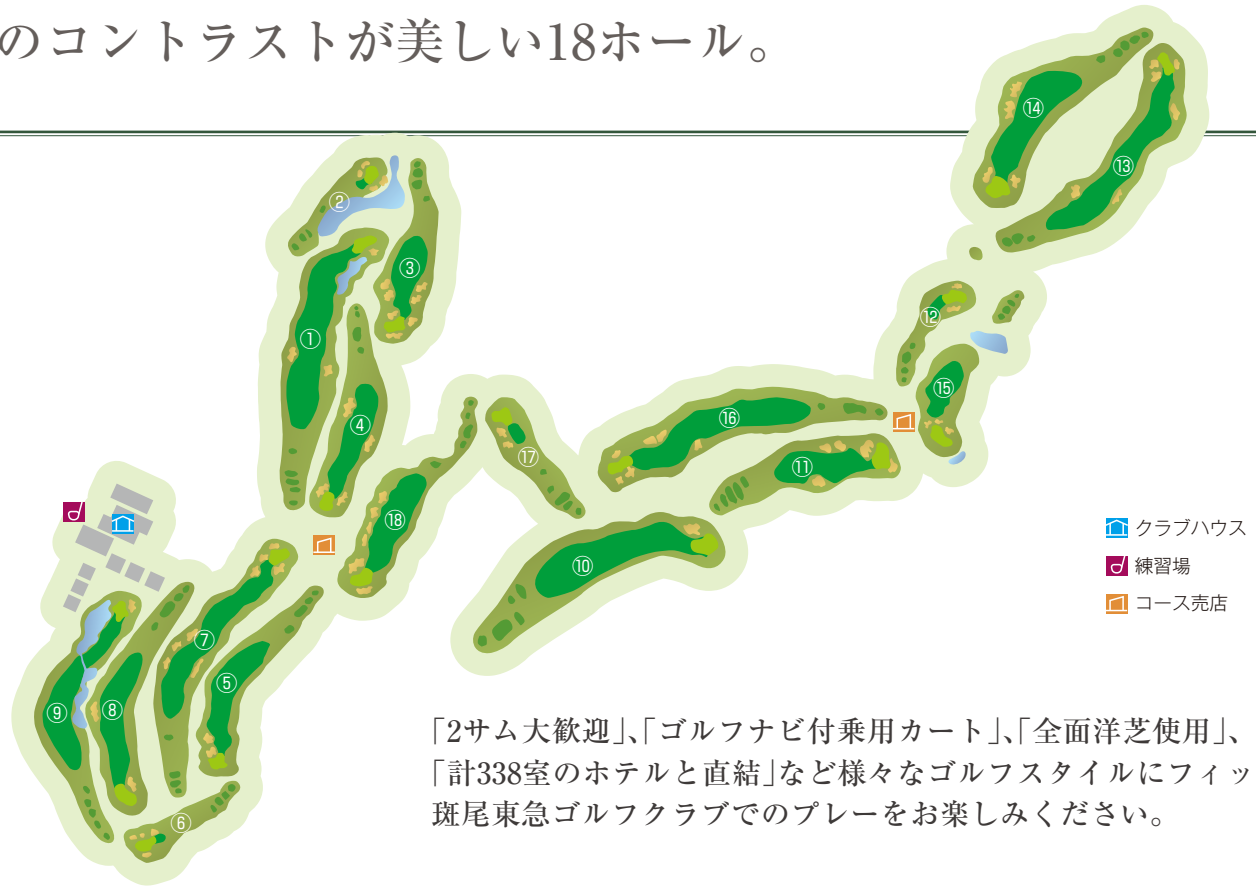 のコントラストが美しい18ホール。
⑭
⑬
②
③
⑫
①
⑮
④
⑯
⑰
⑪
⑱
クラブハウス
⑩
練習場
コース売店
⑦
⑤
⑨
⑧
⑥
「2サム大歓迎」、「ゴルフナビ付乗用カート」、「全面洋芝使用」、
「計338室のホテルと直結」など様々なゴルフスタイルにフィッ
斑尾東急ゴルフクラブでのプレーをお楽しみください。